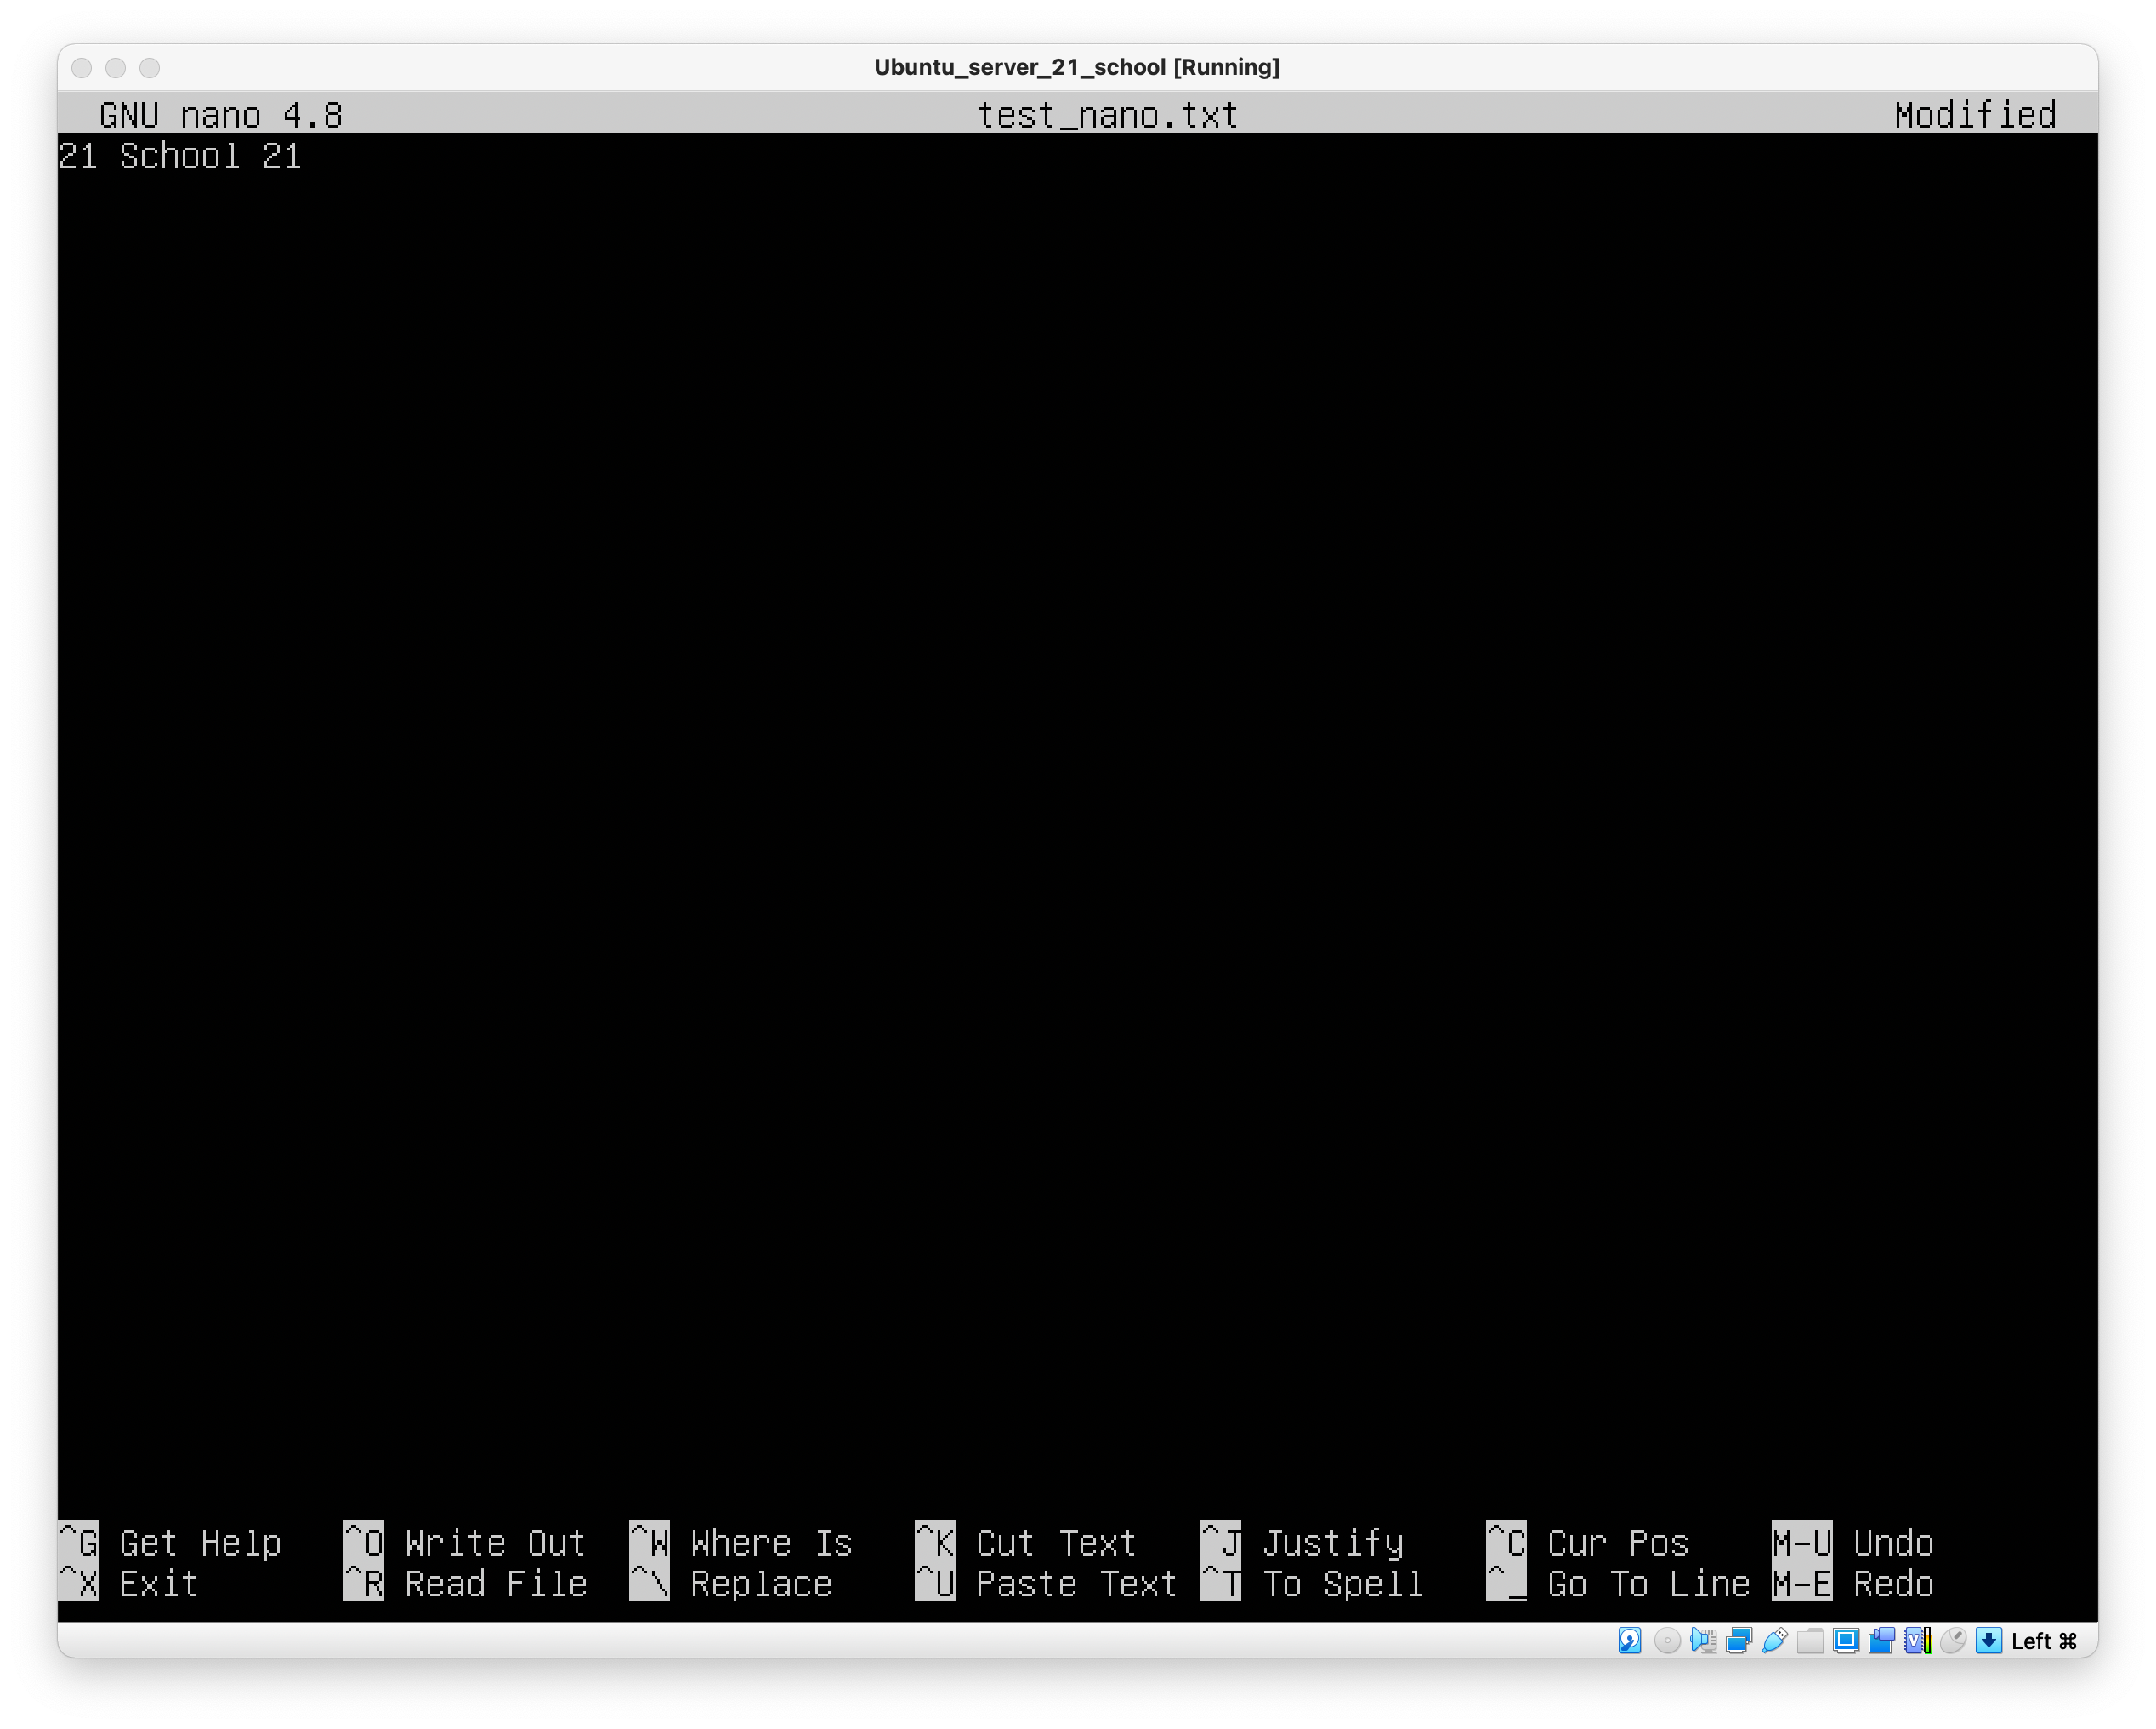 Ubuntu_server_21_school [Running]
GNU nano 4.8 test_nano.txt Modified
21 School 21
^G Get Help ^O Write Out ^W Where Is ^K Cut Text ^J Justify ^C Cur Pos M-U Undo
^X Exit ^R Read File ^\ Replace ^U Paste Text ^T To Spell ^_ Go To Line M-E Redo
Left ⌘